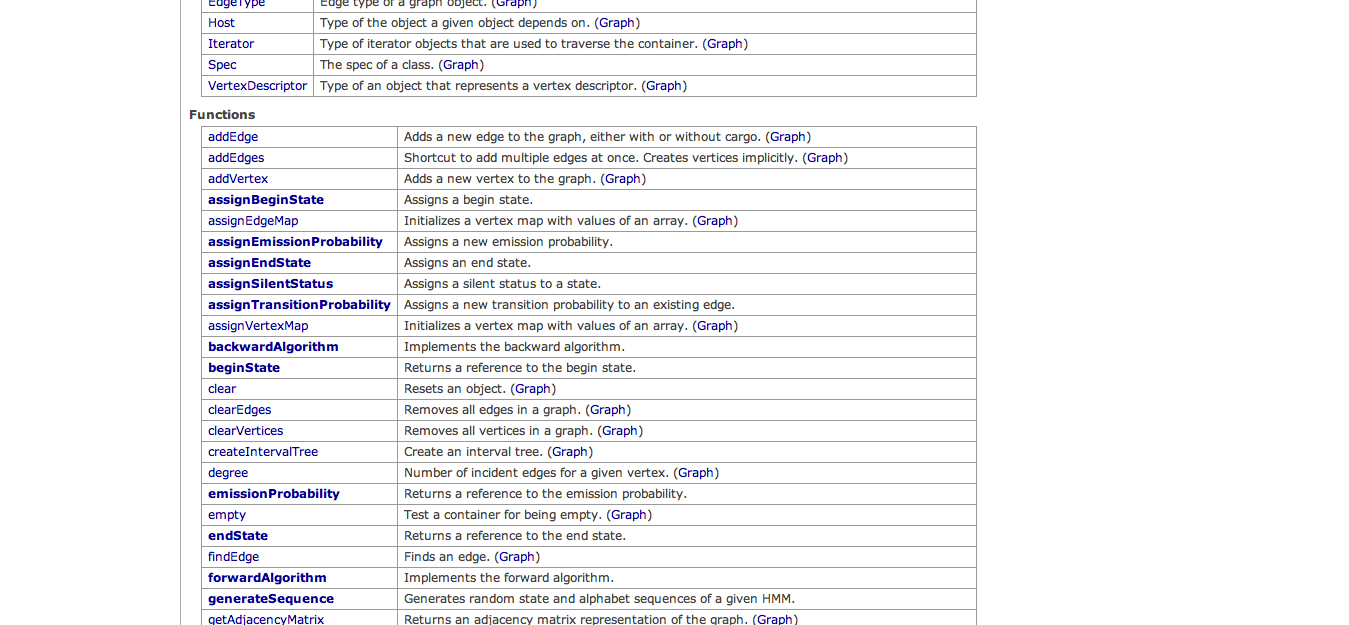 EdgeType Edge type of a graph object. (Graph)
Host Type of the object a given object depends on. (Graph)
Iterator Type of iterator objects that are used to traverse the container. (Graph)
Spec The spec of a class. (Graph)
VertexDescriptor Type of an object that represents a vertex descriptor. (Graph)
Functions
addEdge Adds a new edge to the graph, either with or without cargo. (Graph)
addEdges Shortcut to add multiple edges at once. Creates vertices implicitly. (Graph)
addVertex Adds a new vertex to the graph. (Graph)
assignBeginState Assigns a begin state.
assignEdgeMap Initializes a vertex map with values of an array. (Graph)
assignEmissionProbability Assigns a new emission probability.
assignEndState Assigns an end state.
assignSilentStatus Assigns a silent status to a state.
assignTransitionProbability Assigns a new transition probability to an existing edge.
assignVertexMap Initializes a vertex map with values of an array. (Graph)
backwardAlgorithm Implements the backward algorithm.
beginState Returns a reference to the begin state.
clear Resets an object. (Graph)
clearEdges Removes all edges in a graph. (Graph)
clearVertices Removes all vertices in a graph. (Graph)
createIntervalTree Create an interval tree. (Graph)
degree Number of incident edges for a given vertex. (Graph)
emissionProbability Returns a reference to the emission probability.
empty Test a container for being empty. (Graph)
endState Returns a reference to the end state.
findEdge Finds an edge. (Graph)
forwardAlgorithm Implements the forward algorithm.
generateSequence Generates random state and alphabet sequences of a given HMM.
getAdjacencyMatrix Returns an adjacency matrix representation of the graph. (Graph)